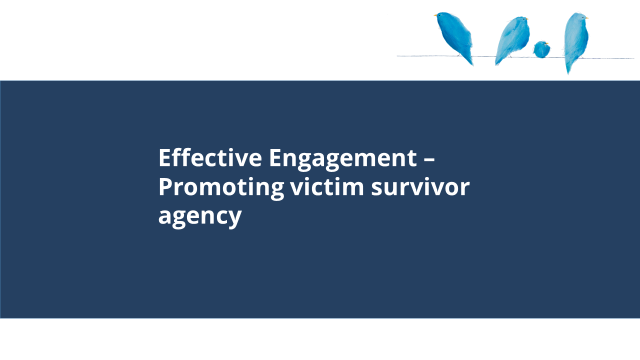 Effective Engagement –
Promoting victim survivor
agency